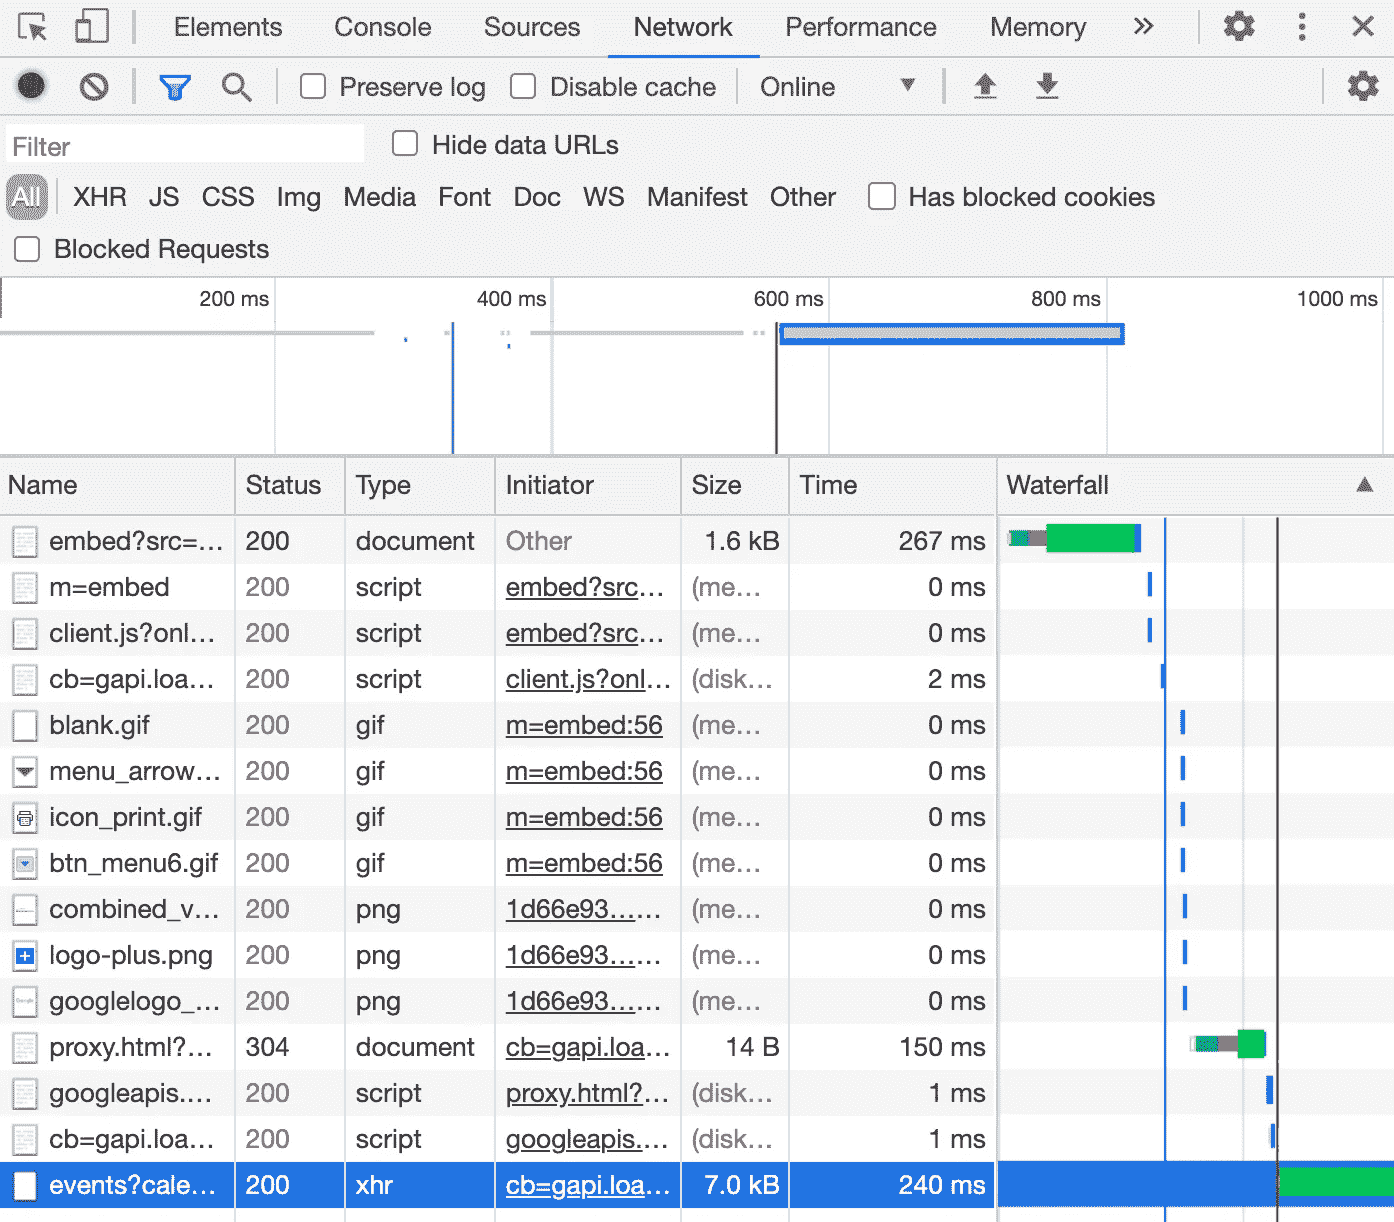 Elements Console Sources Network Performance Memory »
Preserve log Disable cache Online
Filter Hide data URLs
All XHR JS CSS Img Media Font Doc WS Manifest Other Has blocked cookies
Blocked Requests
200 ms 400 ms 600 ms 800 ms 1000 ms
Name Status Type Initiator Size Time Waterfall
embed?src=... 200 document Other 1.6 kB 267 ms
m=embed 200 script embed?src... (me... 0 ms
client.js?onl... 200 script embed?src... (me... 0 ms
cb=gapi.loa... 200 script client.js?onl... (disk... 2 ms
blank.gif 200 gif m=embed:56 (me... 0 ms
menu_arrow... 200 gif m=embed:56 (me... 0 ms
icon_print.gif 200 gif m=embed:56 (me... 0 ms
btn_menu6.gif 200 gif m=embed:56 (me... 0 ms
combined_v... 200 png 1d66e93...... (me... 0 ms
logo-plus.png 200 png 1d66e93...... (me... 0 ms
googlelogo_... 200 png 1d66e93...... (me... 0 ms
proxy.html?... 304 document cb=gapi.loa... 14 B 150 ms
googleapis.... 200 script proxy.html?... (disk... 1 ms
cb=gapi.loa... 200 script googleapis.... (disk... 1 ms
events?cale... 200 xhr cb=gapi.loa... 7.0 kB 240 ms